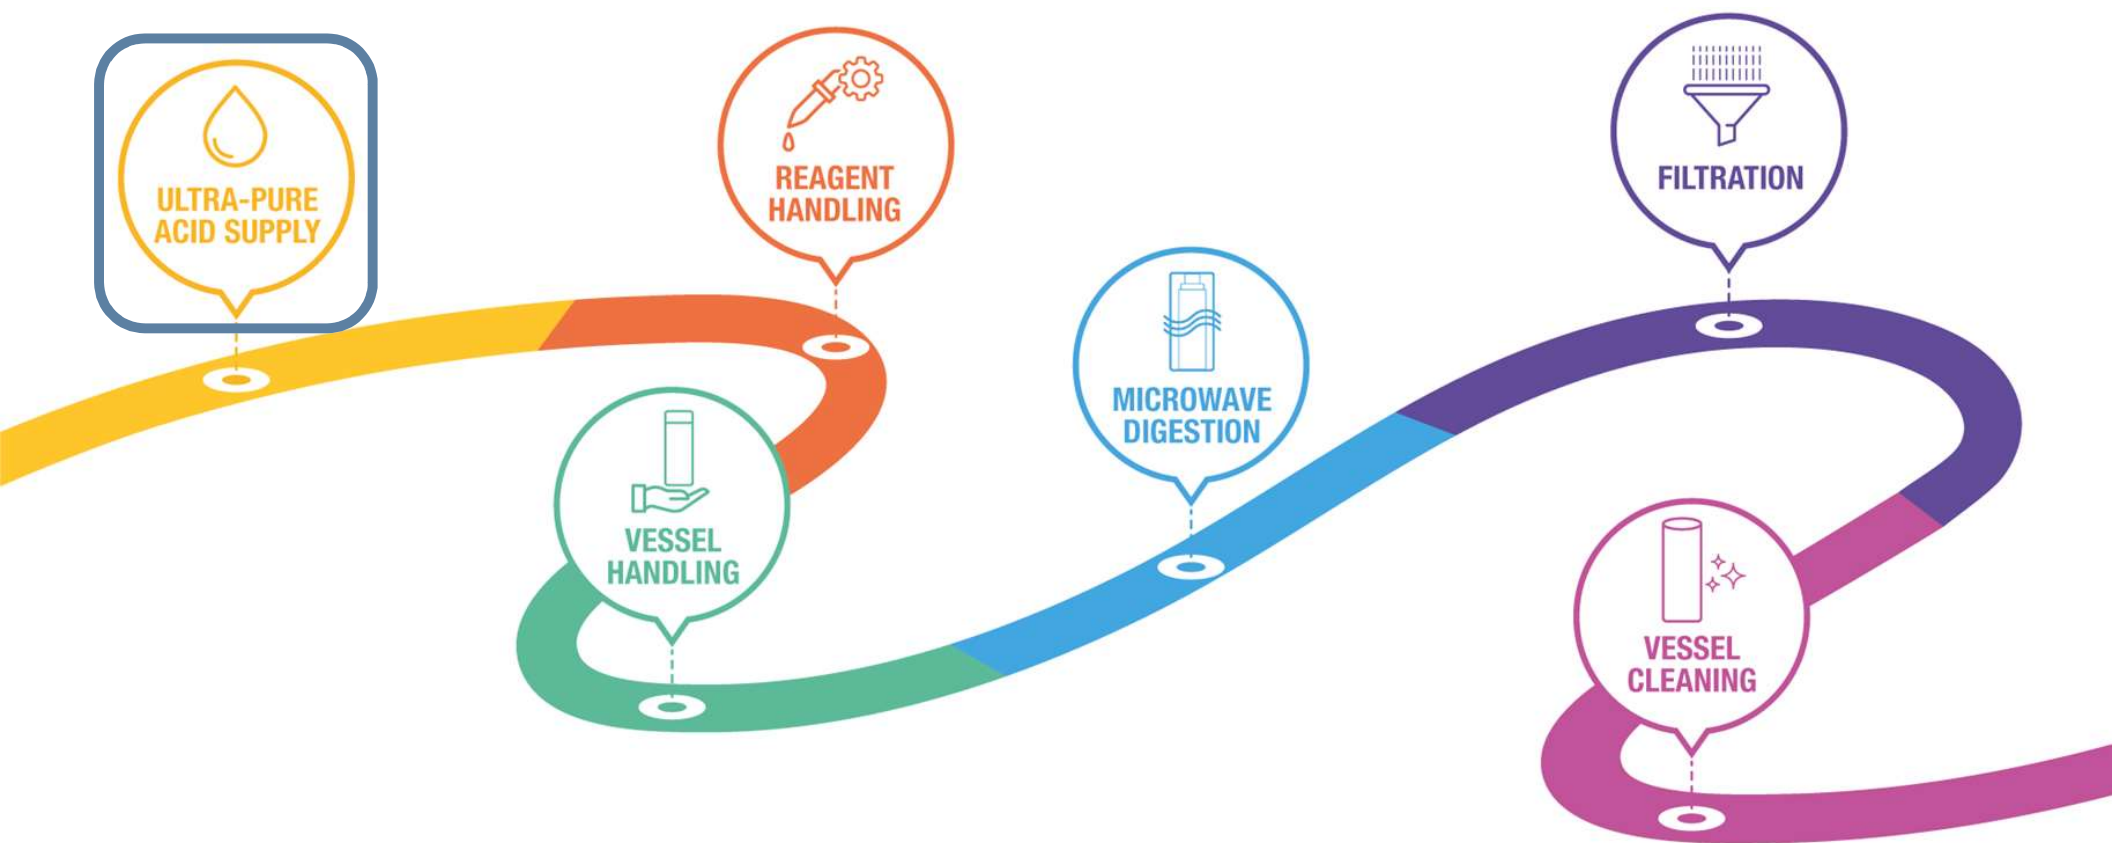 ULTRA-PURE
ACID SUPPLY
REAGENT
HANDLING
VESSEL
HANDLING
MICROWAVE
DIGESTION
FILTRATION
VESSEL
CLEANING